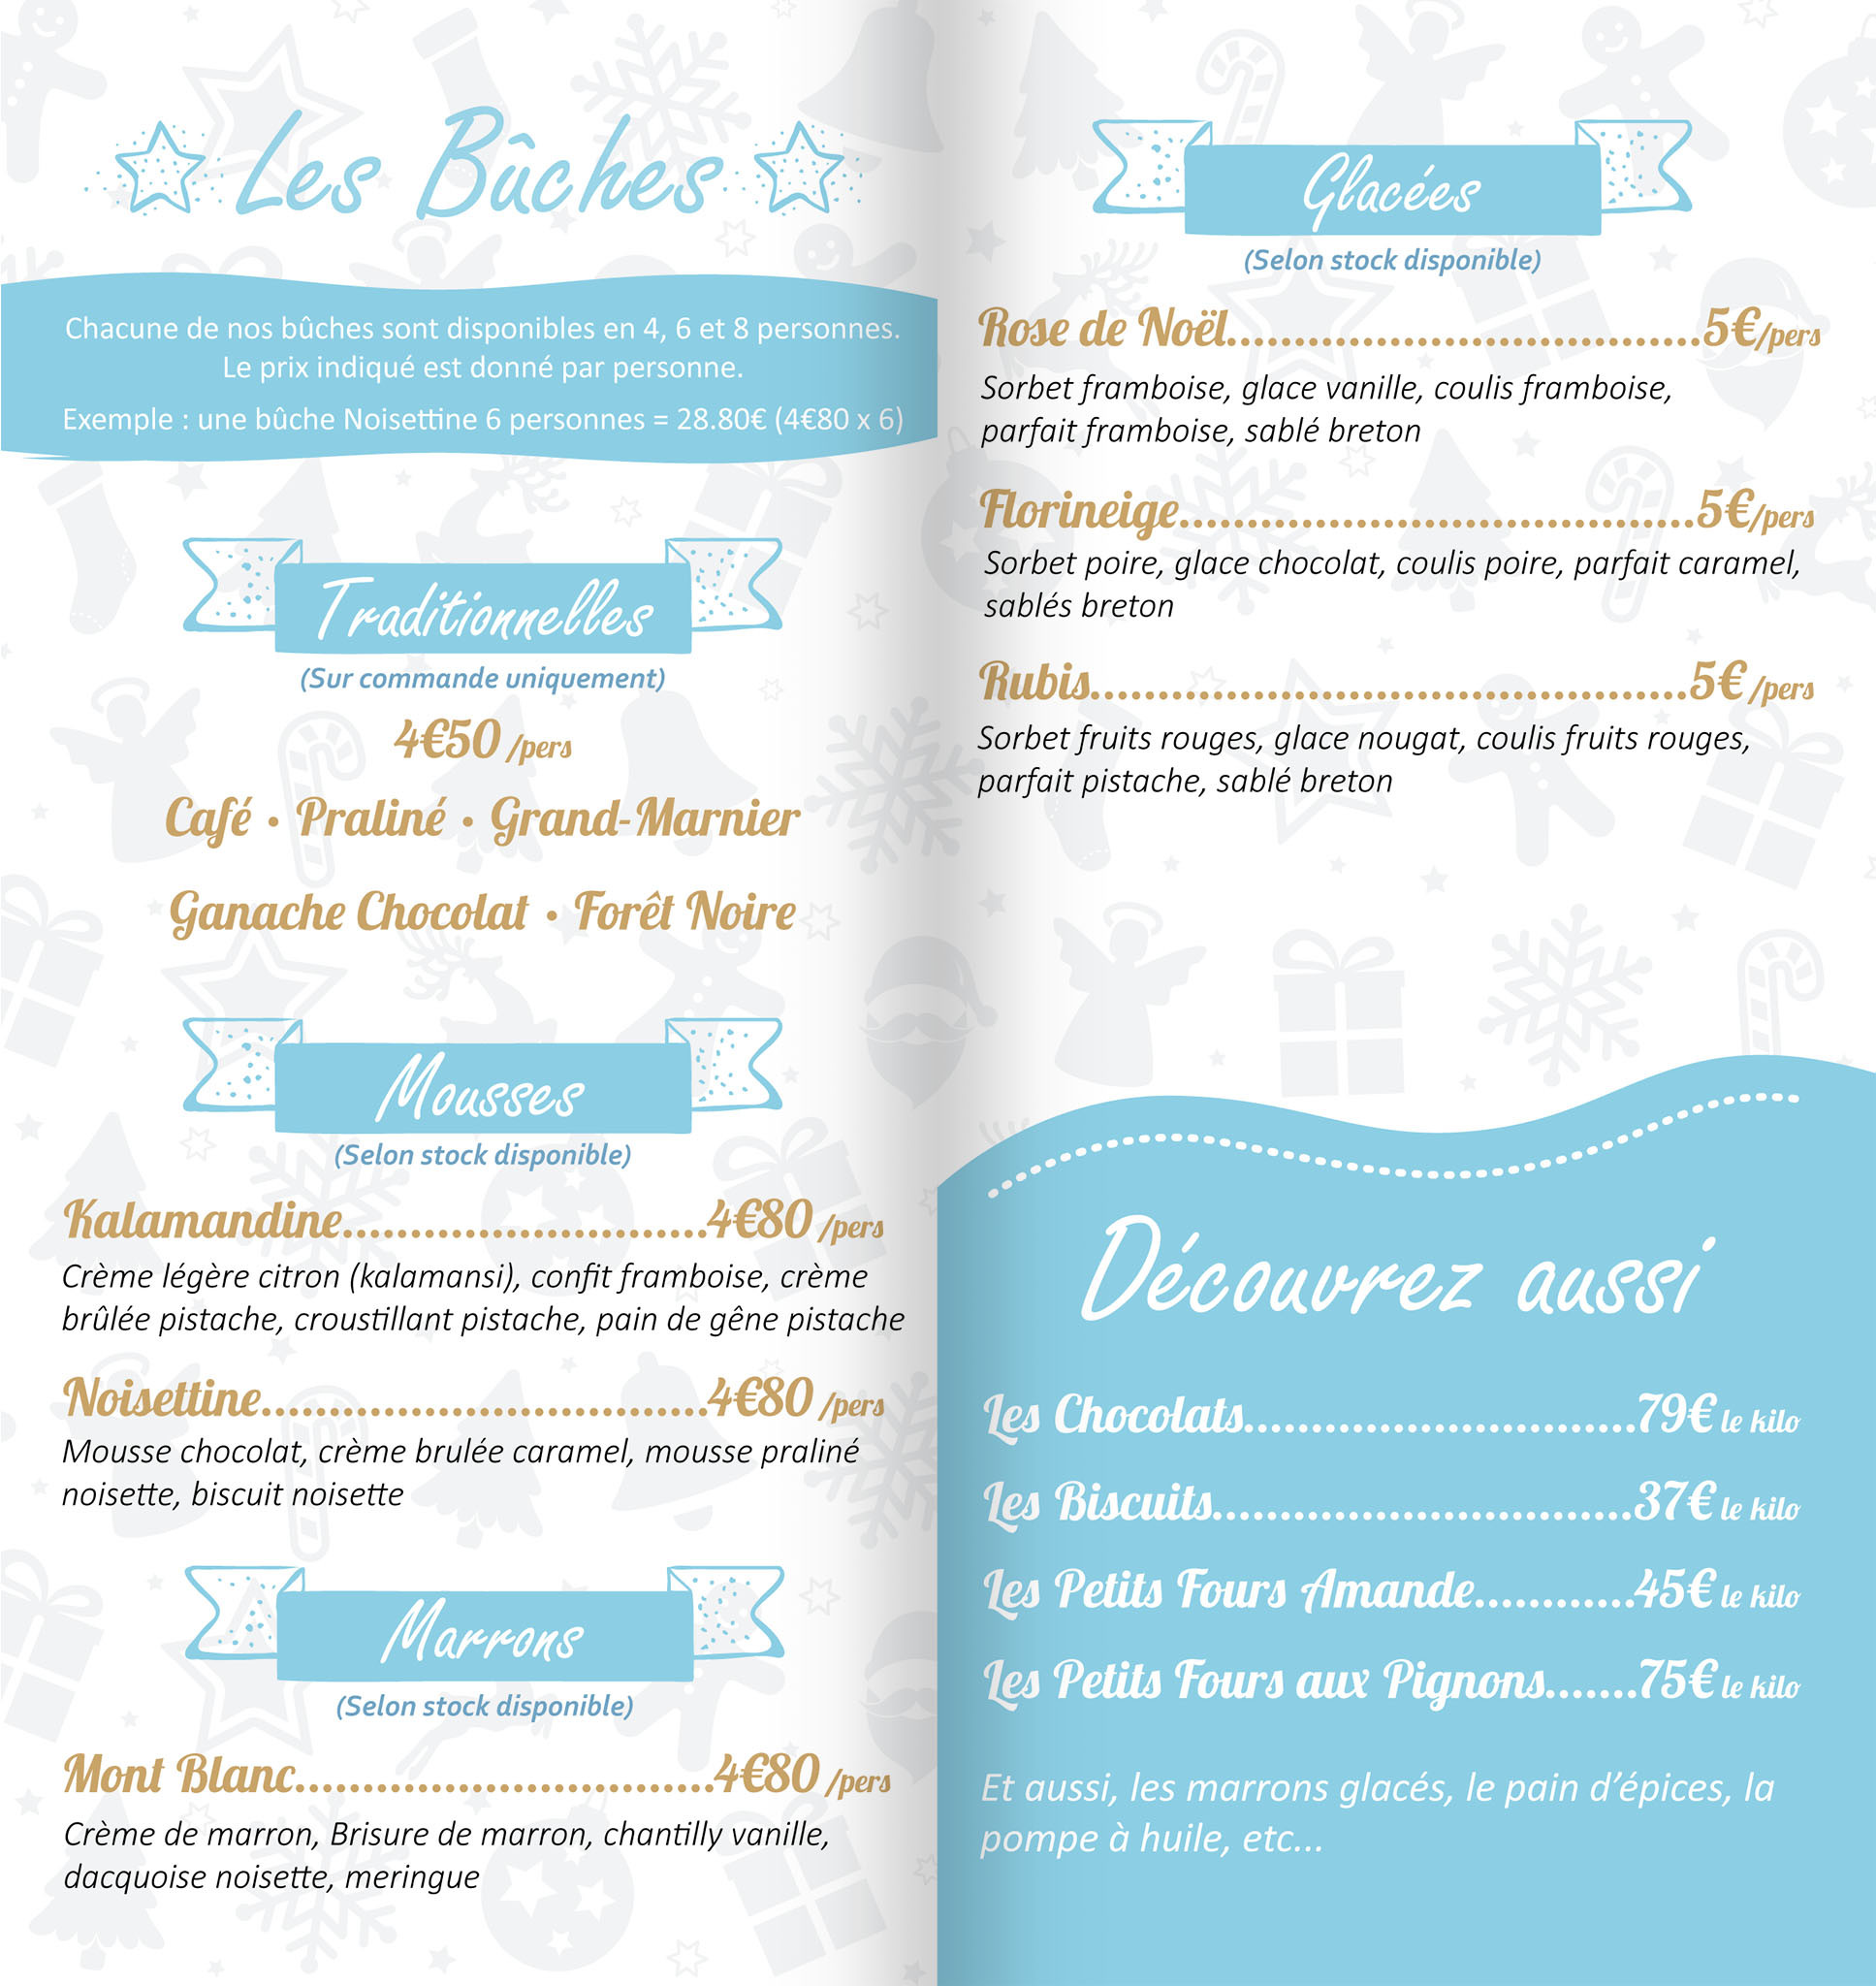 Les Bûches
Chacune de nos bûches sont disponibles en 4, 6 et 8 personnes.
Le prix indiqué est donné par personne.
Exemple : une bûche Noisettine 6 personnes = 28.80€ (4€80 x 6)
Traditionnelles
(Sur commande uniquement)
4€50 /pers
Café • Praliné • Grand-Marnier
Ganache Chocolat • Forêt Noire
Mousses
(Selon stock disponible)
Kalamandine...........................4€80 /pers
Crème légère citron (kalamansi), confit framboise, crème
brûlée pistache, croustillant pistache, pain de gêne pistache
Noisettine.................................4€80 /pers
Mousse chocolat, crème brulée caramel, mousse praliné
noisette, biscuit noisette
Marrons
(Selon stock disponible)
Mont Blanc...............................4€80 /pers
Crème de marron, Brisure de marron, chantilly vanille,
dacquoise noisette, meringue
Glacées
(Selon stock disponible)
Rose de Noël...................................5€/pers
Sorbet framboise, glace vanille, coulis framboise,
parfait framboise, sablé breton
Florineige......................................5€/pers
Sorbet poire, glace chocolat, coulis poire, parfait caramel,
sablés breton
Rubis............................................5€ /pers
Sorbet fruits rouges, glace nougat, coulis fruits rouges,
parfait pistache, sablé breton
Découvrez aussi
Les Chocolats.............................79€ le kilo
Les Biscuits...............................37€ le kilo
Les Petits Fours Amande............45€ le kilo
Les Petits Fours aux Pignons.......75€ le kilo
Et aussi, les marrons glacés, le pain d’épices, la
pompe à huile, etc...